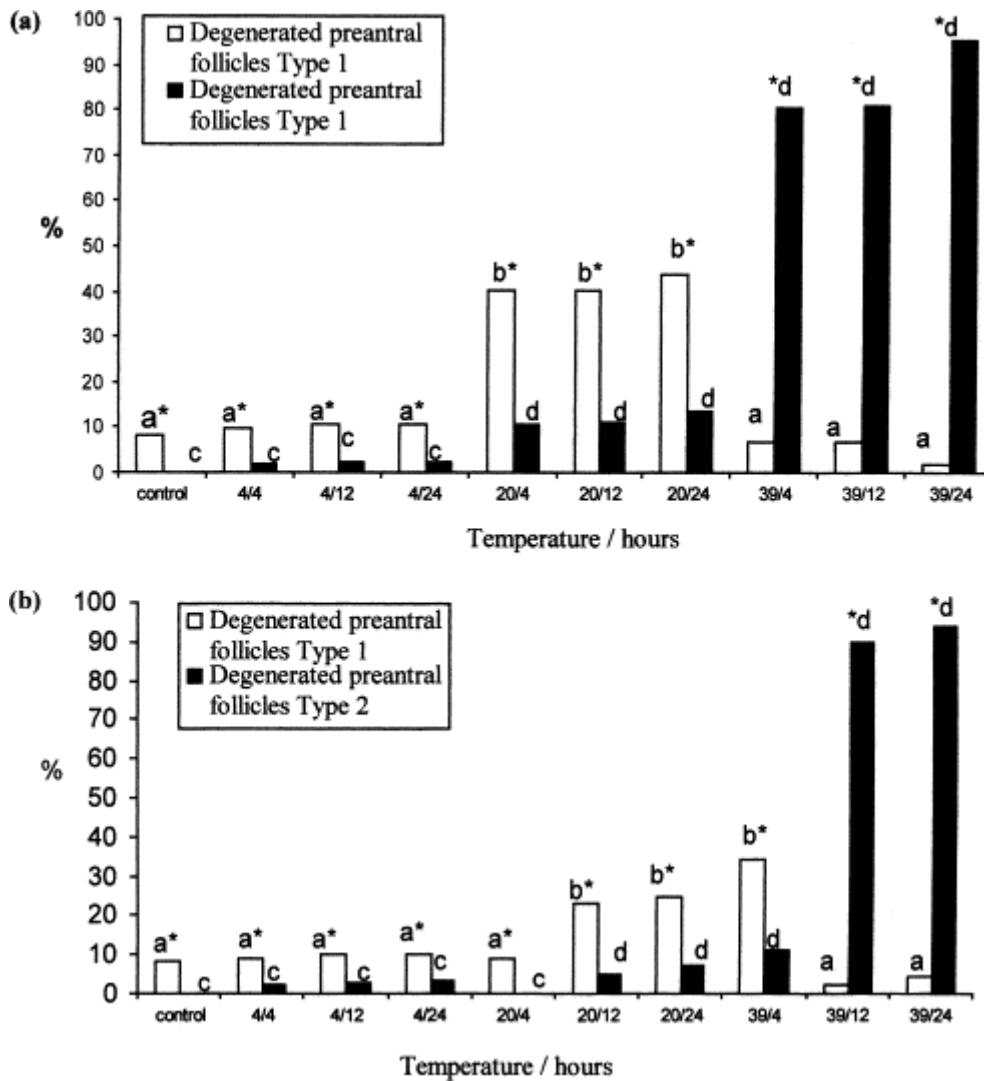 (a)
Degenerated preantral
follicles Type 1
Degenerated preantral
follicles Type 1
100
90
80
70
60
50
40
30
20
10
0
%
a* c
a* c
a* c
a* c
b* d
b* d
b* d
a *d
a *d
a *d
control 4/4 4/12 4/24 20/4 20/12 20/24 39/4 39/12 39/24
Temperature / hours
(b)
Degenerated preantral
follicles Type 1
Degenerated preantral
follicles Type 2
100
90
80
70
60
50
40
30
20
10
0
%
a* c
a* c
a* c
a* c
a* c
b* d
b* d
b* d
a *d
a *d
control 4/4 4/12 4/24 20/4 20/12 20/24 39/4 39/12 39/24
Temperature / hours